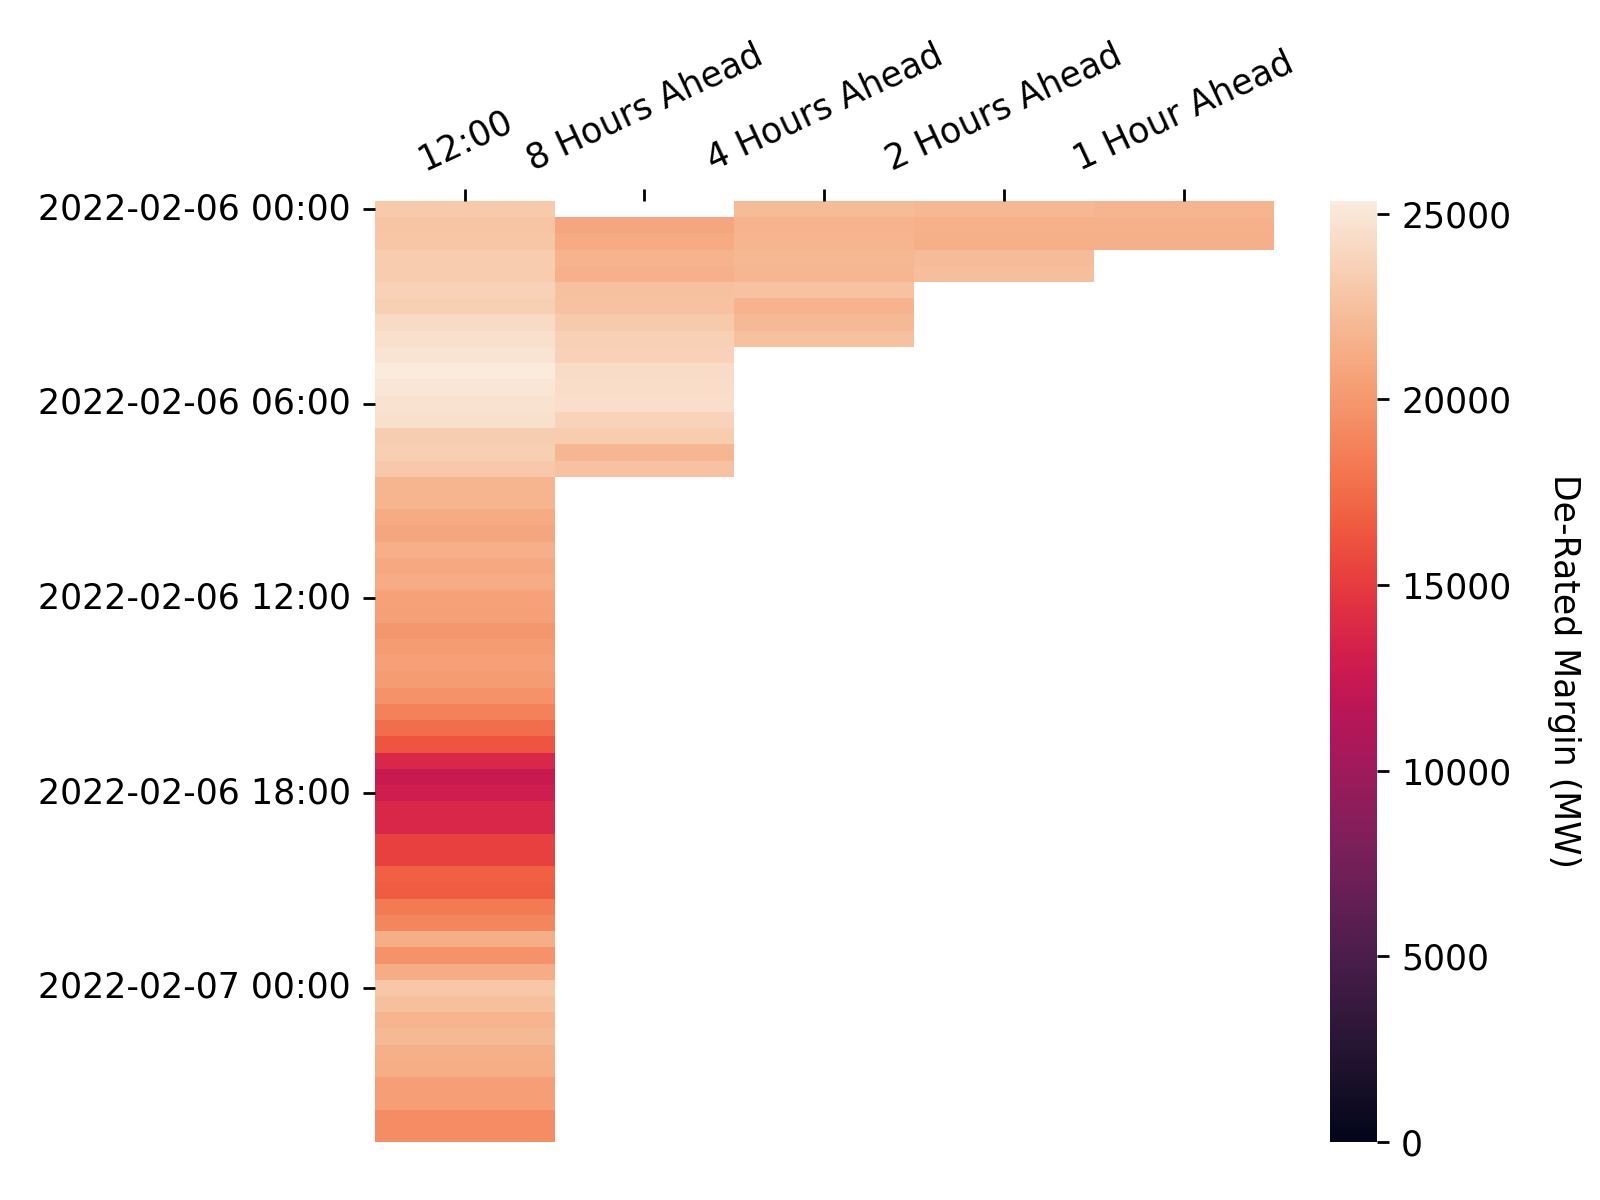 12:00
8 Hours Ahead
4 Hours Ahead
2 Hours Ahead
1 Hour Ahead
2022-02-06 00:00
2022-02-06 06:00
2022-02-06 12:00
2022-02-06 18:00
2022-02-07 00:00
25000
20000
15000
10000
5000
0
De-Rated Margin (MW)